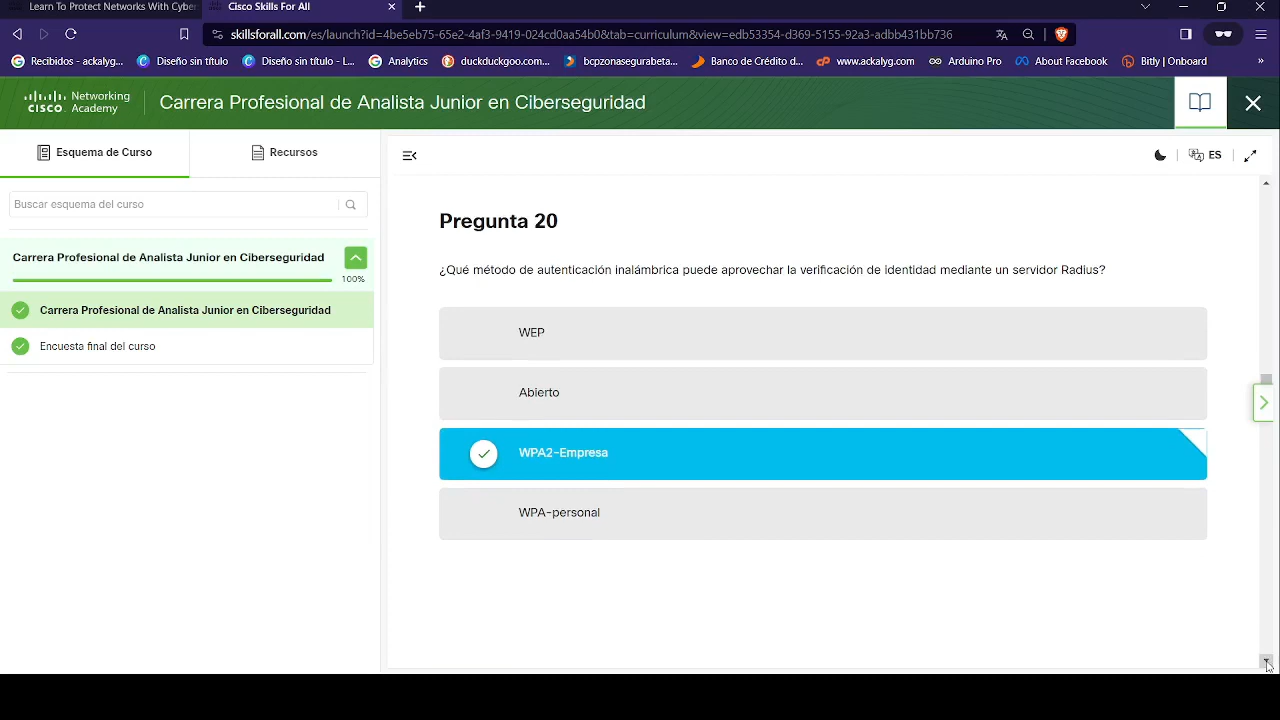 Learn To Protect Networks With Cyber
Cisco Skills For All
skillsforall.com/es/launch?id=4be5eb75-65e2-4af3-9419-024cd0aa54b0&tab=curriculum&view=edb53354-d369-5155-92a3-adbb431bb736
Recibidos - ackalyg...
Diseño sin título
Diseño sin título - L...
Analytics
duckduckgoo.com...
bcpzonasegurabeta...
Banco de Crédito d...
www.ackalyg.com
Arduino Pro
About Facebook
Bitly | Onboard
»
Networking
CISCO Academy
Carrera Profesional de Analista Junior en Ciberseguridad
Esquema de Curso
Recursos
ES
Buscar esquema del curso
Carrera Profesional de Analista Junior en Ciberseguridad
100%
Carrera Profesional de Analista Junior en Ciberseguridad
Encuesta final del curso
Pregunta 20
¿Qué método de autenticación inalámbrica puede aprovechar la verificación de identidad mediante un servidor Radius?
WEP
Abierto
WPA2-Empresa
WPA-personal